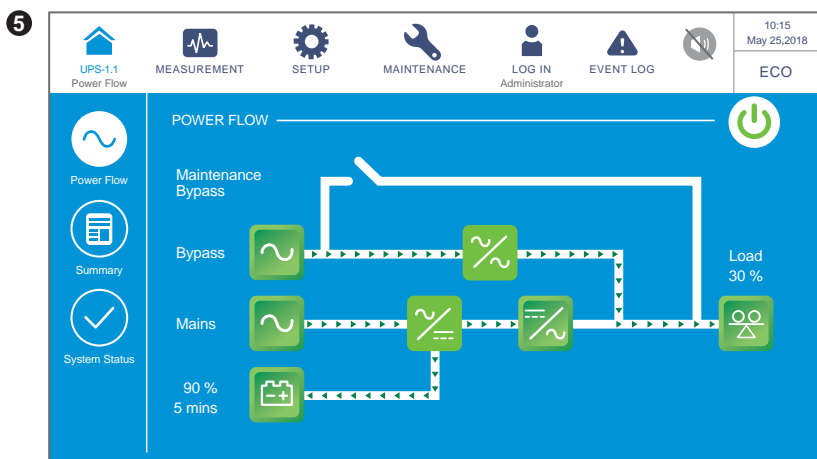 5
10:15
May 25,2018
UPS-1.1
Power Flow
MEASUREMENT
SETUP
MAINTENANCE
LOG IN
Administrator
EVENT LOG
ECO
POWER FLOW
Power Flow
Summary
System Status
Maintenance
Bypass
Bypass
Mains
90 %
5 mins
Load
30 %